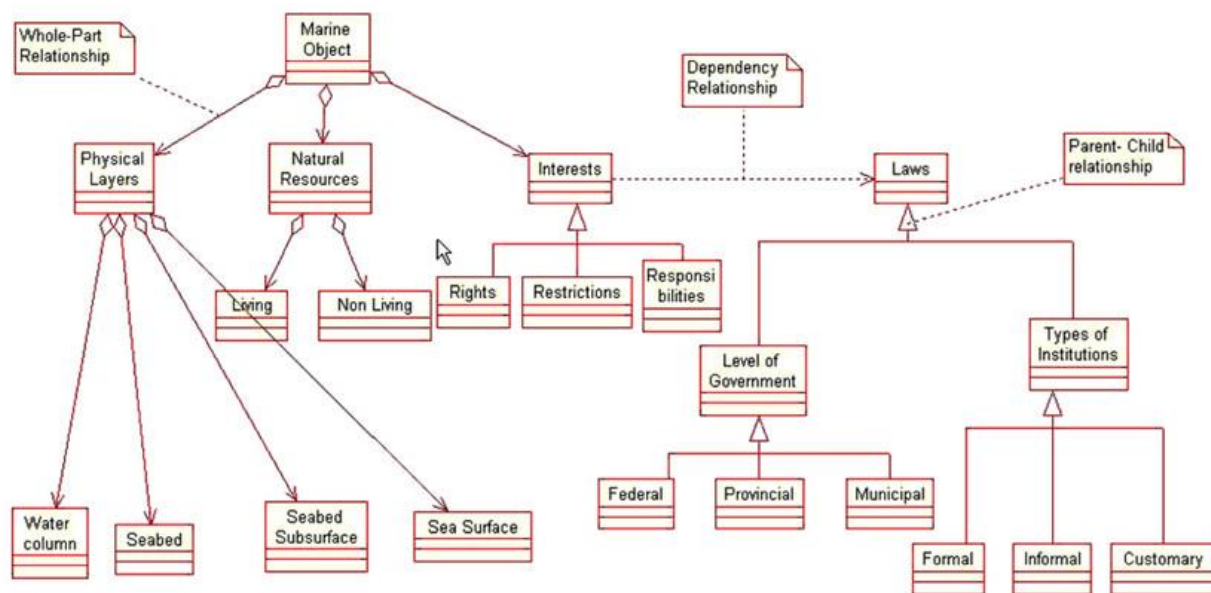 Whole-Part
Relationship
Marine
Object
Dependency
Relationship
Parent- Child
relationship
Physical
Layers
Natural
Resources
Interests
Laws
Living
Non Living
Rights
Restrictions
Responsi
bilities
Level of
Government
Types of
Institutions
Federal
Provincial
Municipal
Water
column
Seabed
Seabed
Subsurface
Sea Surface
Formal
Informal
Customary